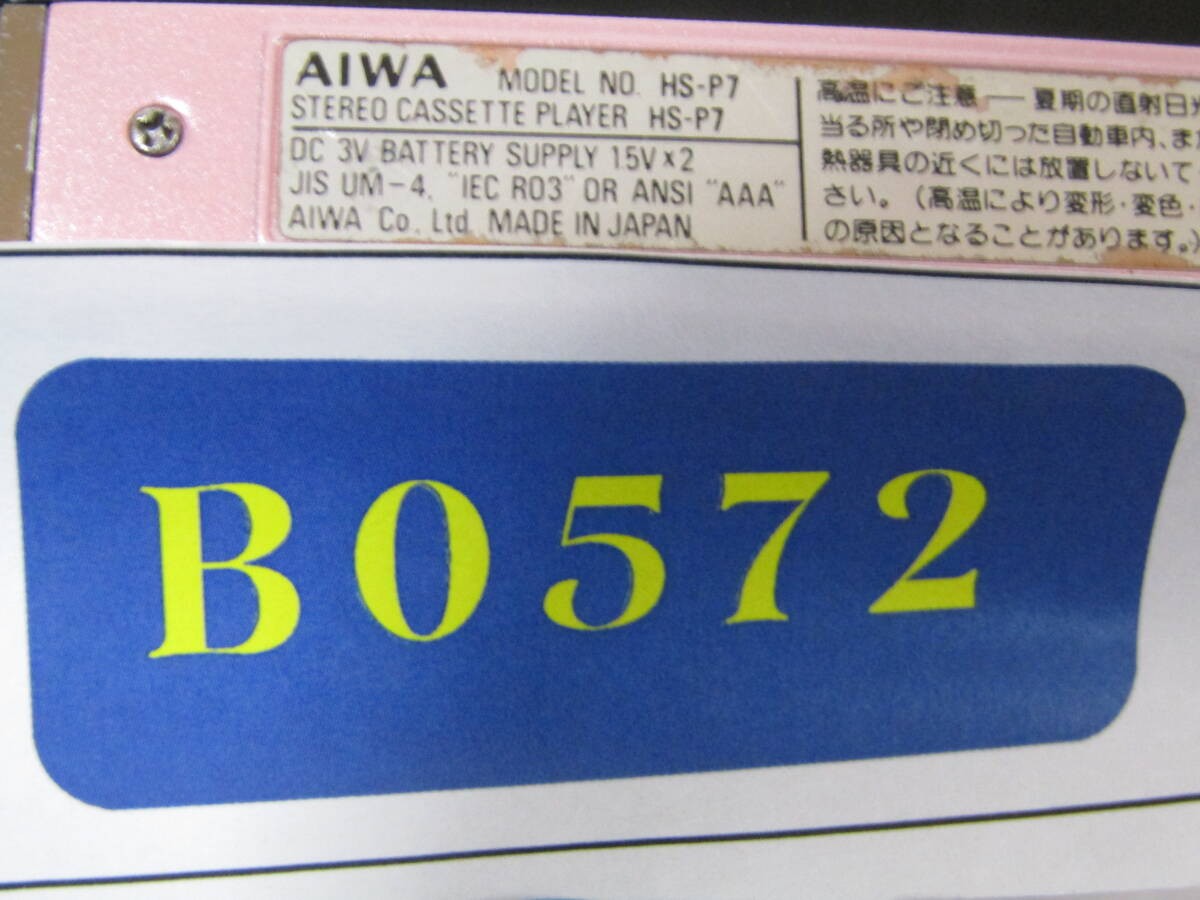 AIWA MODEL NO. HS-P7
STEREO CASSETTE PLAYER HS-P7
DC 3V BATTERY SUPPLY 1.5V×2
JIS UM-4, "IEC R03" OR ANSI "AAA"
AIWA Co., Ltd. MADE IN JAPAN
高温にご注意 — 夏期の直射日光
当る所や閉め切った自動車内、また
熱器具の近くには放置しないで
さい。(高温により変形・変色・
の原因となることがあります。)
B0572